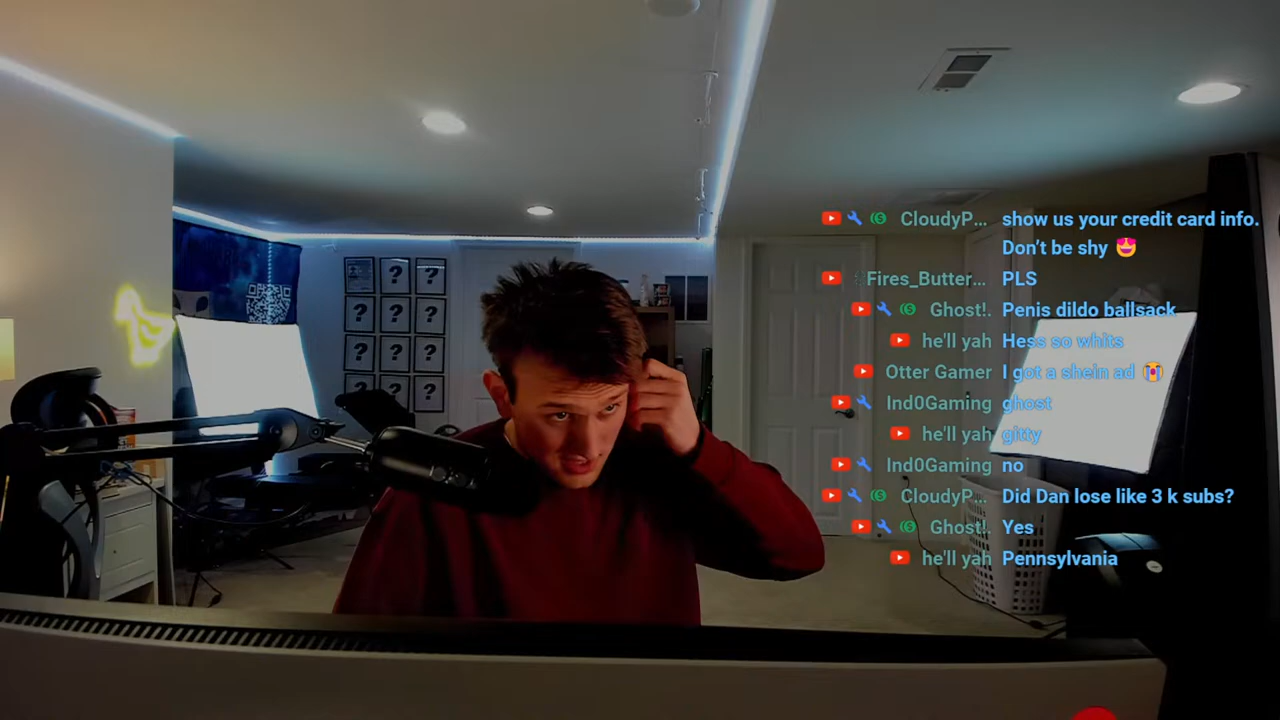 CloudyP... show us your credit card info.
Don't be shy 😍
Fires_Butter... PLS
Ghost!. Penis dildo ballsack
he'll yah Hess so whits
Otter Gamer I got a shein ad 😭
Ind0Gaming ghost
he'll yah gitty
Ind0Gaming no
CloudyP... Did Dan lose like 3 k subs?
Ghost!. Yes
he'll yah Pennsylvania
? ?
? ? ?
? ? ?
? ? ?